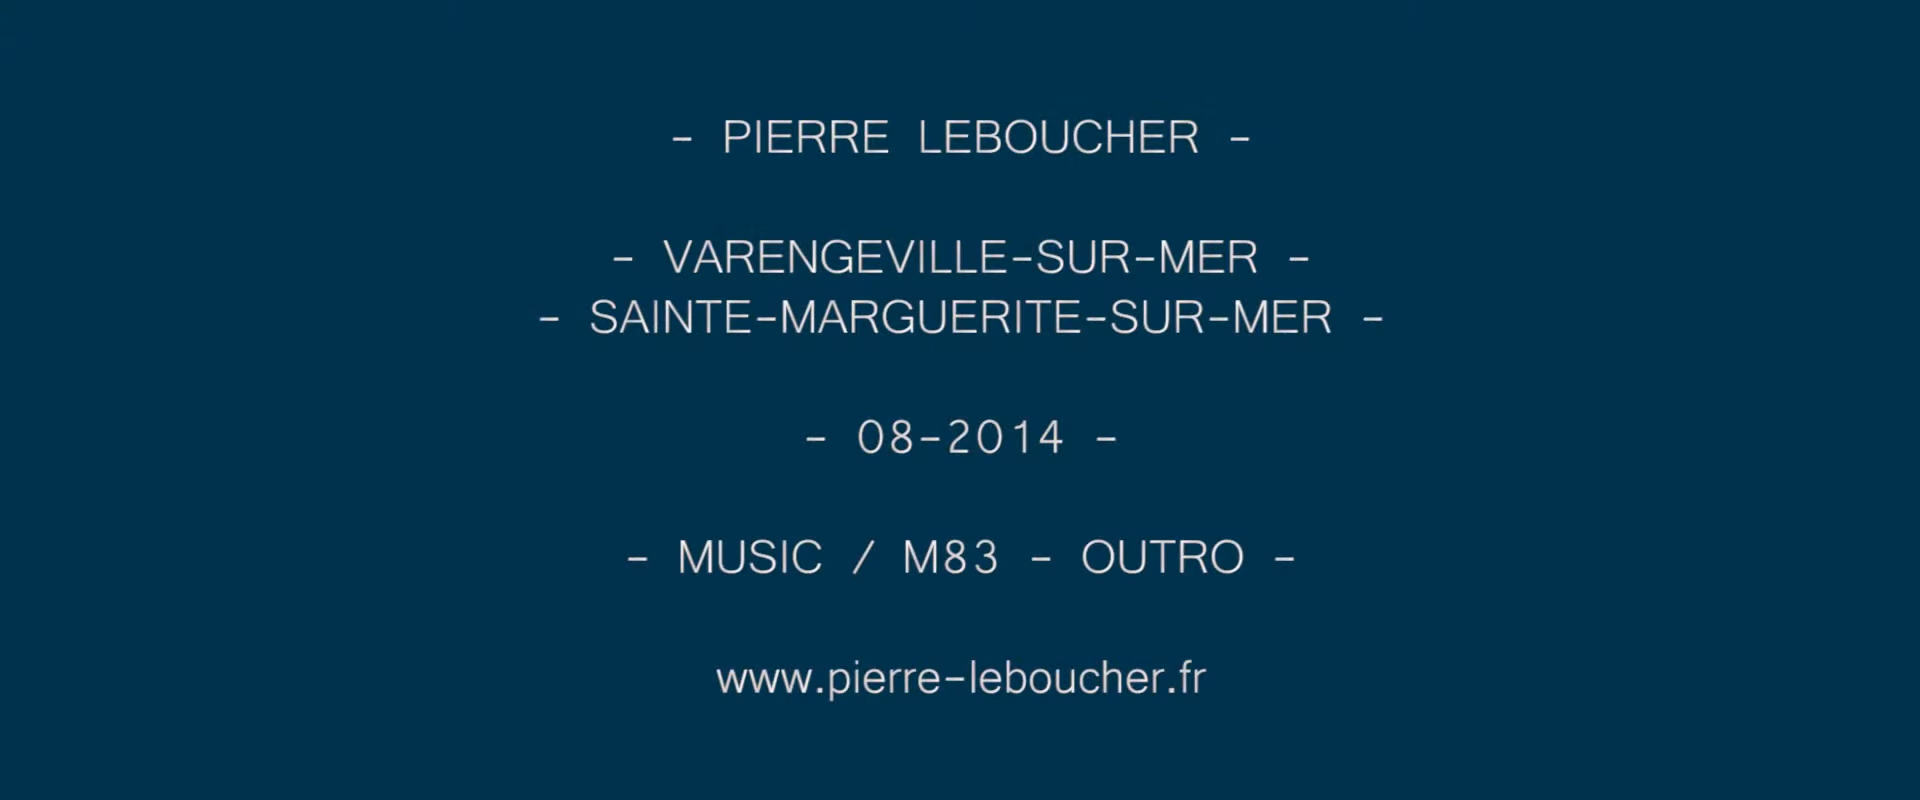 - PIERRE LEBOUCHER -
- VARENGEVILLE-SUR-MER -
- SAINTE-MARGUERITE-SUR-MER -
- 08-2014 -
- MUSIC / M83 - OUTRO -
www.pierre-leboucher.fr